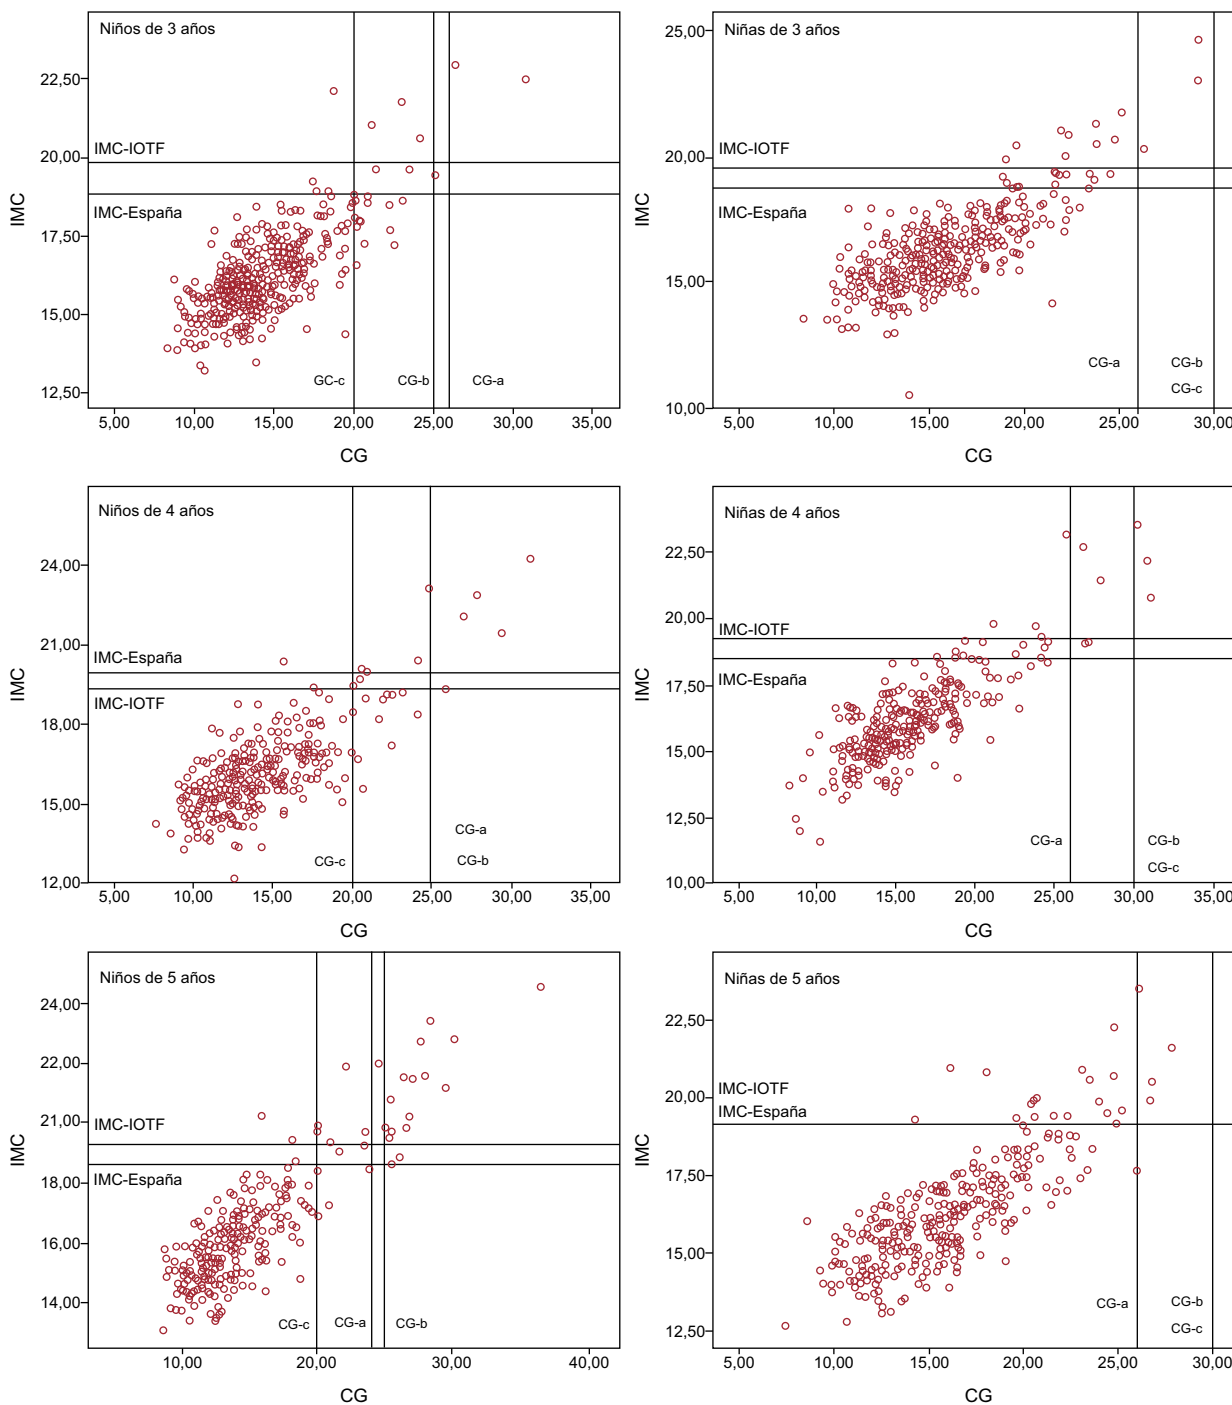 Niños de 3 años
22,50
20,00
17,50
15,00
12,50
IMC
IMC-IOTF
IMC-España
GC-c
CG-b
CG-a
5,00 10,00 15,00 20,00 25,00 30,00 35,00
CG
Niñas de 3 años
25,00
20,00
15,00
10,00
IMC
IMC-IOTF
IMC-España
CG-a
CG-b
CG-c
5,00 10,00 15,00 20,00 25,00 30,00
CG
Niños de 4 años
24,00
21,00
18,00
15,00
12,00
IMC
IMC-España
IMC-IOTF
CG-c
CG-a
CG-b
5,00 10,00 15,00 20,00 25,00 30,00 35,00
CG
Niñas de 4 años
22,50
20,00
17,50
15,00
12,50
10,00
IMC
IMC-IOTF
IMC-España
CG-a
CG-b
CG-c
5,00 10,00 15,00 20,00 25,00 30,00 35,00
CG
Niños de 5 años
24,00
22,00
21,00
18,00
16,00
14,00
IMC
IMC-IOTF
IMC-España
CG-c
CG-a
CG-b
10,00 20,00 30,00 40,00
CG
Niñas de 5 años
22,50
20,00
17,50
15,00
12,50
IMC
IMC-IOTF
IMC-España
CG-a
CG-b
CG-c
5,00 10,00 15,00 20,00 25,00 30,00
CG